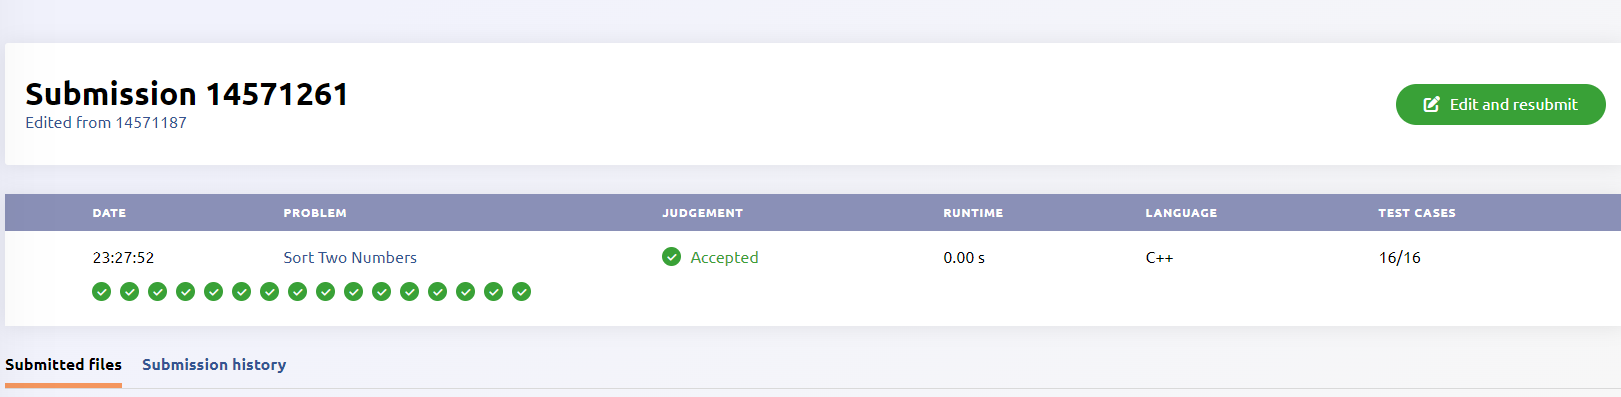 Submission 14571261
Edited from 14571187
Edit and resubmit
DATE PROBLEM JUDGEMENT RUNTIME LANGUAGE TEST CASES
23:27:52 Sort Two Numbers Accepted 0.00 s C++ 16/16
Submitted files Submission history